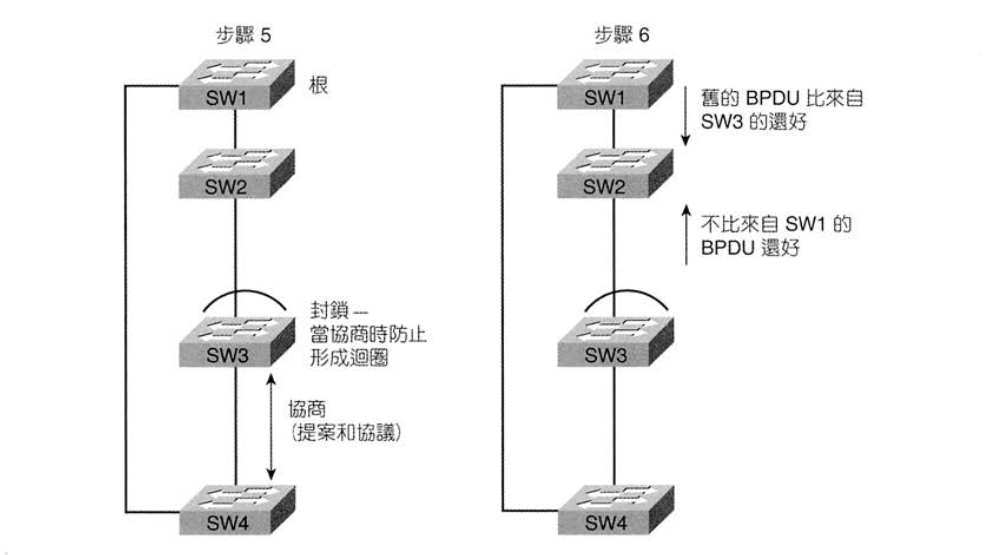 步驟 5
SW1
根
SW2
封鎖 —
當協商時防止
形成迴圈
SW3
協商
(提案和協議)
SW4
步驟 6
SW1
舊的 BPDU 比來自
SW3 的還好
SW2
不比來自 SW1 的
BPDU 還好
SW3
SW4